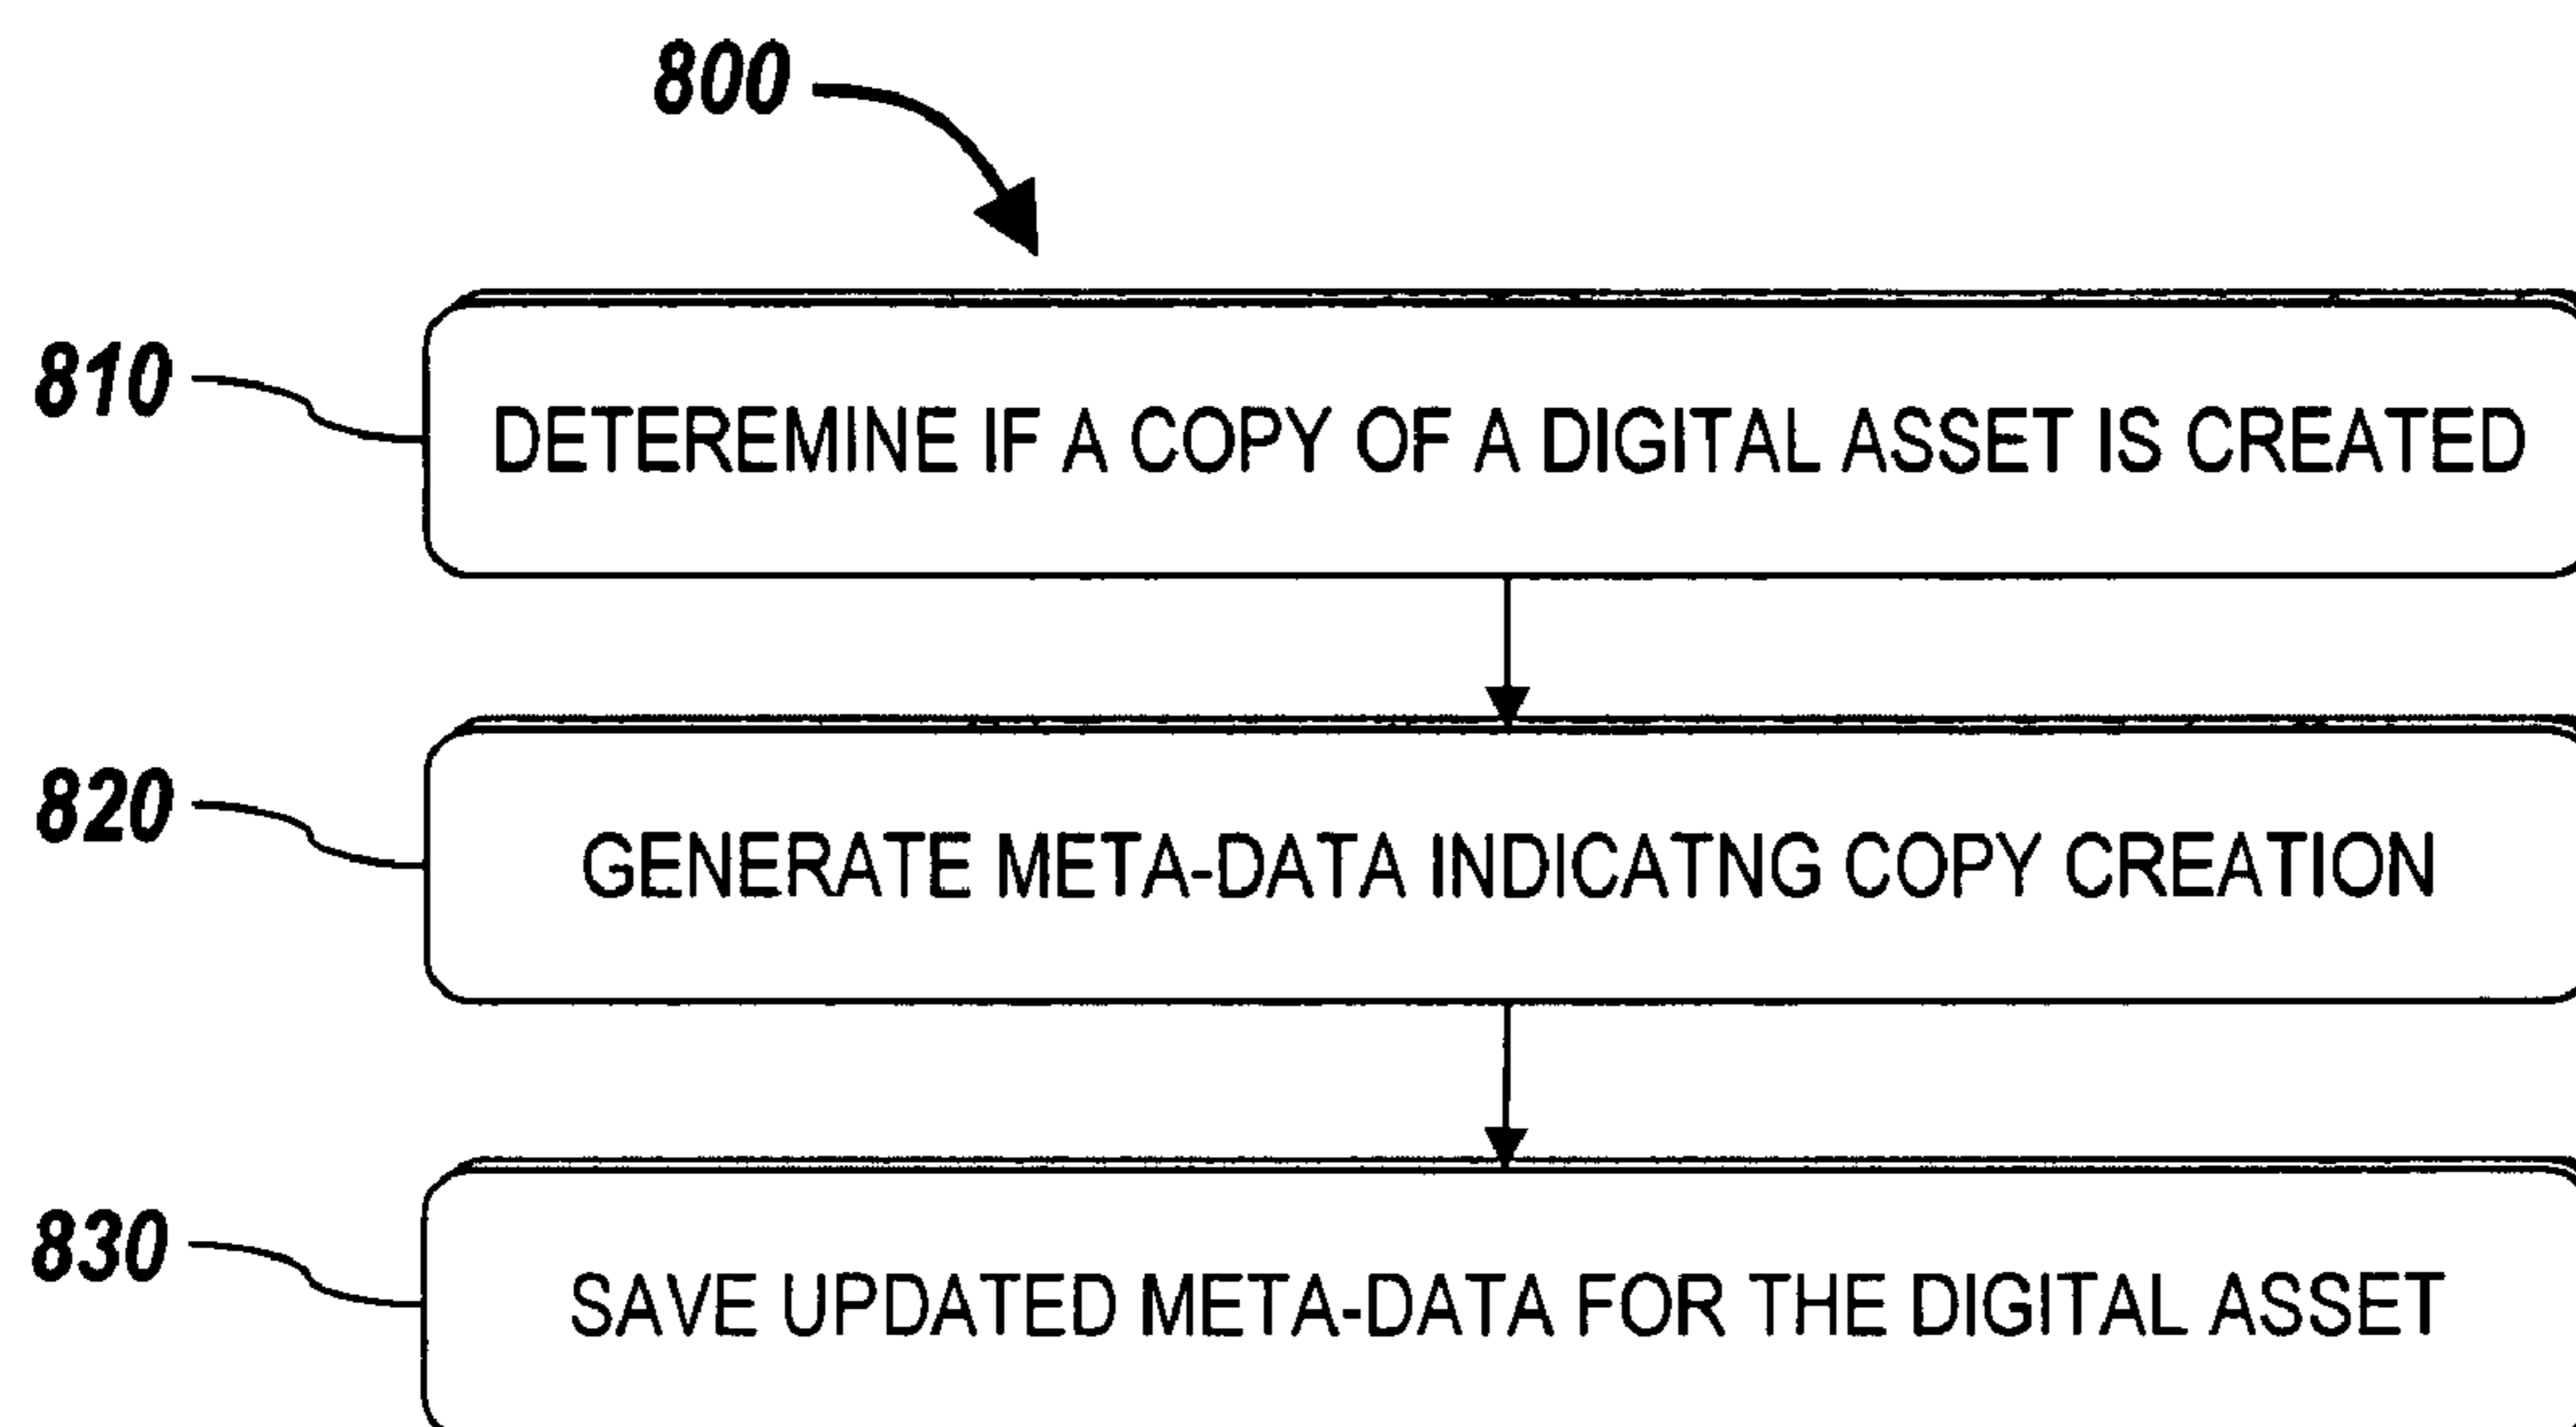 800
810
DETEREMINE IF A COPY OF A DIGITAL ASSET IS CREATED
820
GENERATE META-DATA INDICATNG COPY CREATION
830
SAVE UPDATED META-DATA FOR THE DIGITAL ASSET